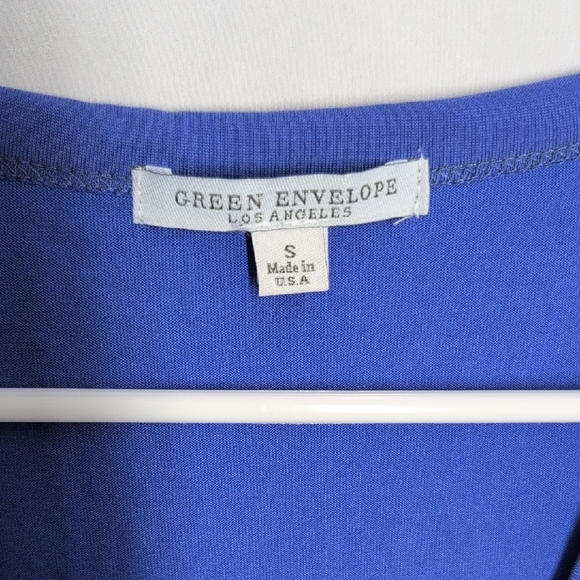 GREEN ENVELOPE
LOS ANGELES
S
Made in
U.S.A